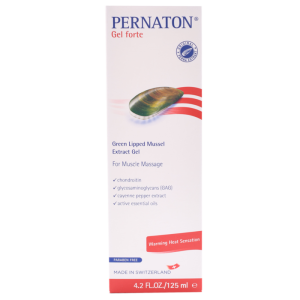 PERNATON®
Gel forte
Green Lipped Mussel
Extract Gel
For Muscle Massage
✓ chondroitin
✓ glycosaminoglycans (GAG)
✓ cayenne pepper extract
✓ active essential oils
Warming Heat Sensation
PARABEN-FREE
MADE IN SWITZERLAND
4.2 FL.OZ./125 ml